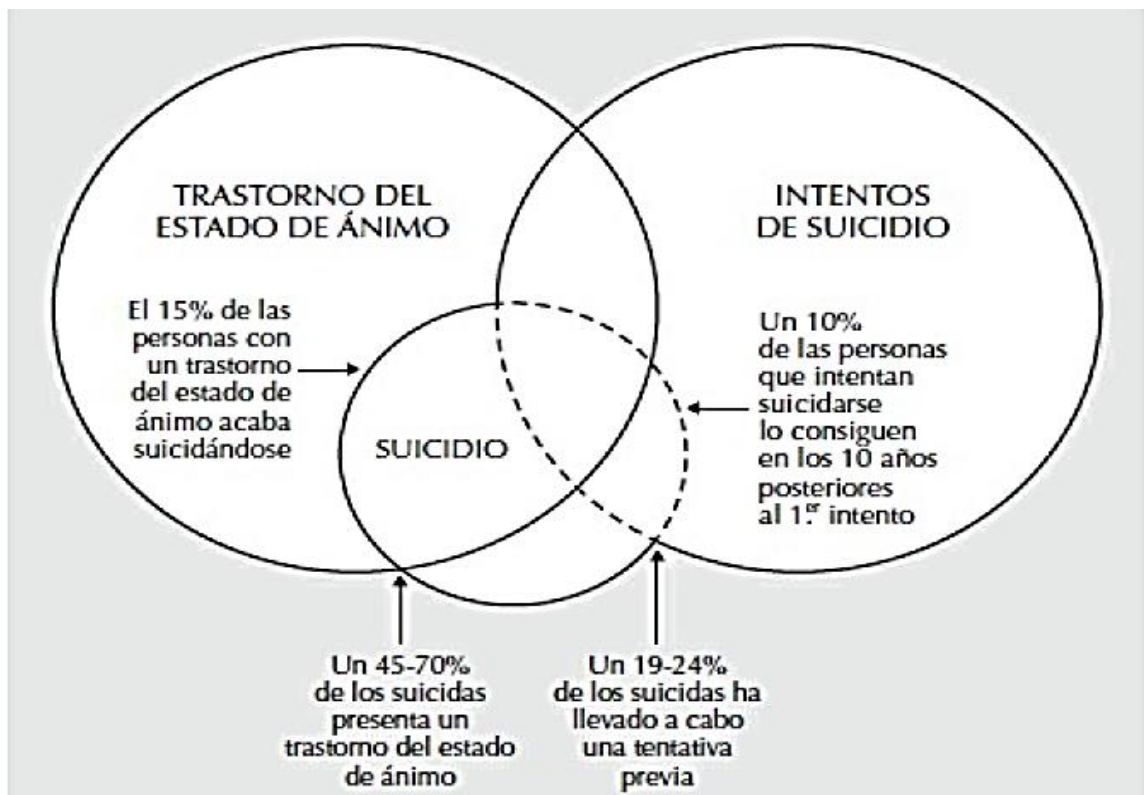 TRASTORNO DEL
ESTADO DE ÁNIMO
INTENTOS
DE SUICIDIO
El 15% de las
personas con
un trastorno
del estado de
ánimo acaba
suicidándose
SUICIDIO
Un 10%
de las personas
que intentan
suicidarse
lo consiguen
en los 10 años
posteriores
al 1.er intento
Un 45-70%
de los suicidas
presenta un
trastorno del estado
de ánimo
Un 19-24%
de los suicidas ha
llevado a cabo
una tentativa
previa